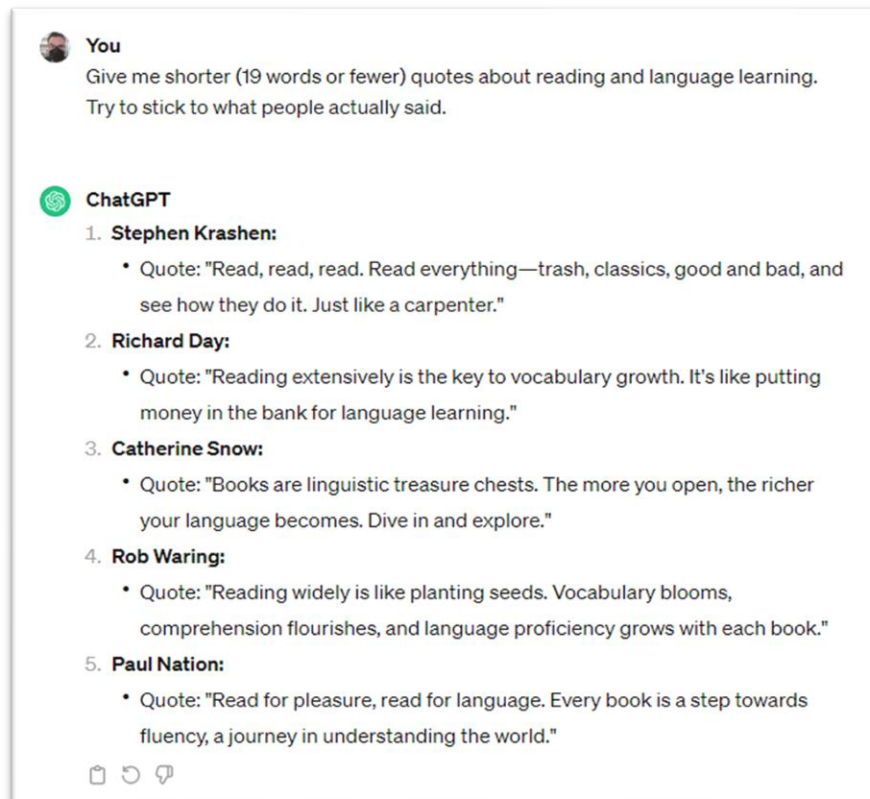 You
Give me shorter (19 words or fewer) quotes about reading and language learning.
Try to stick to what people actually said.
ChatGPT
1. Stephen Krashen:
• Quote: "Read, read, read. Read everything—trash, classics, good and bad, and
see how they do it. Just like a carpenter."
2. Richard Day:
• Quote: "Reading extensively is the key to vocabulary growth. It's like putting
money in the bank for language learning."
3. Catherine Snow:
• Quote: "Books are linguistic treasure chests. The more you open, the richer
your language becomes. Dive in and explore."
4. Rob Waring:
• Quote: "Reading widely is like planting seeds. Vocabulary blooms,
comprehension flourishes, and language proficiency grows with each book."
5. Paul Nation:
• Quote: "Read for pleasure, read for language. Every book is a step towards
fluency, a journey in understanding the world."